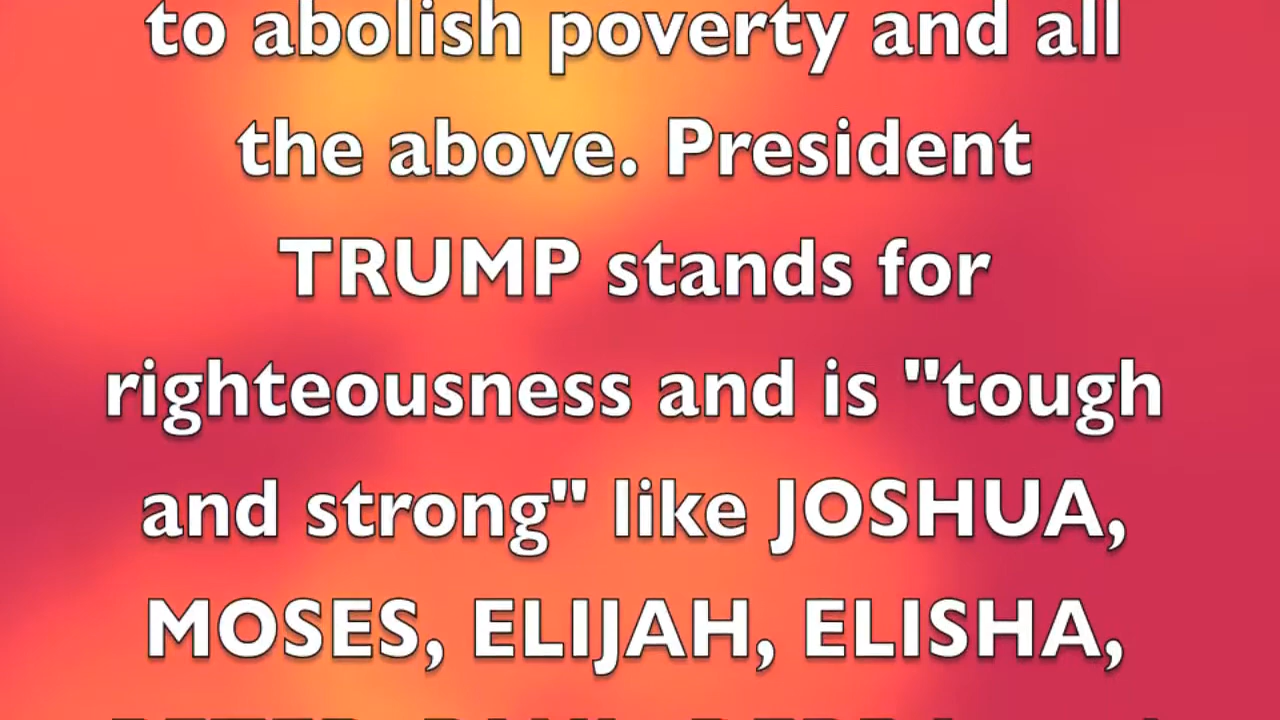 to abolish poverty and all
the above. President
TRUMP stands for
righteousness and is "tough
and strong" like JOSHUA,
MOSES, ELIJAH, ELISHA,